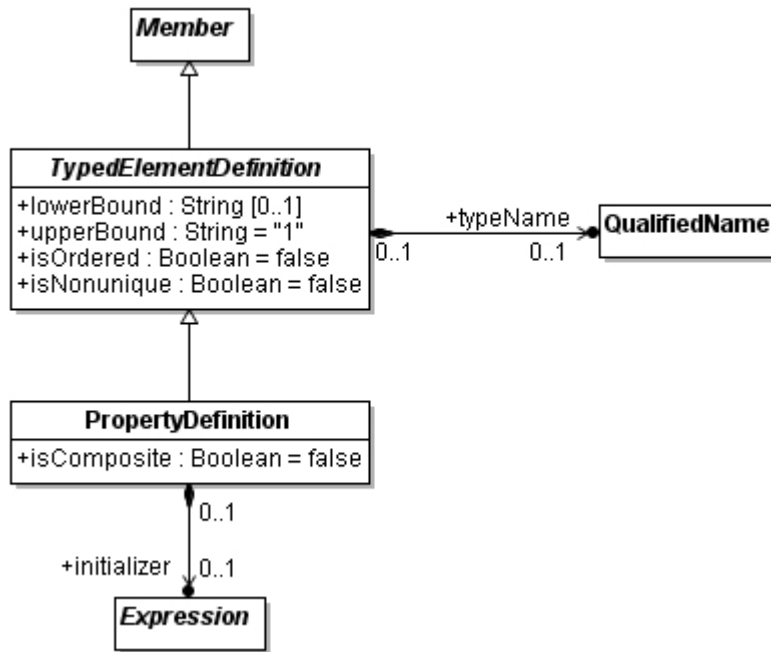 Member
TypedElementDefinition
+lowerBound : String [0..1]
+upperBound : String = "1"
+isOrdered : Boolean = false
+isNonunique : Boolean = false
+typeName
0..1
0..1
QualifiedName
PropertyDefinition
+isComposite : Boolean = false
0..1
+initializer
0..1
Expression